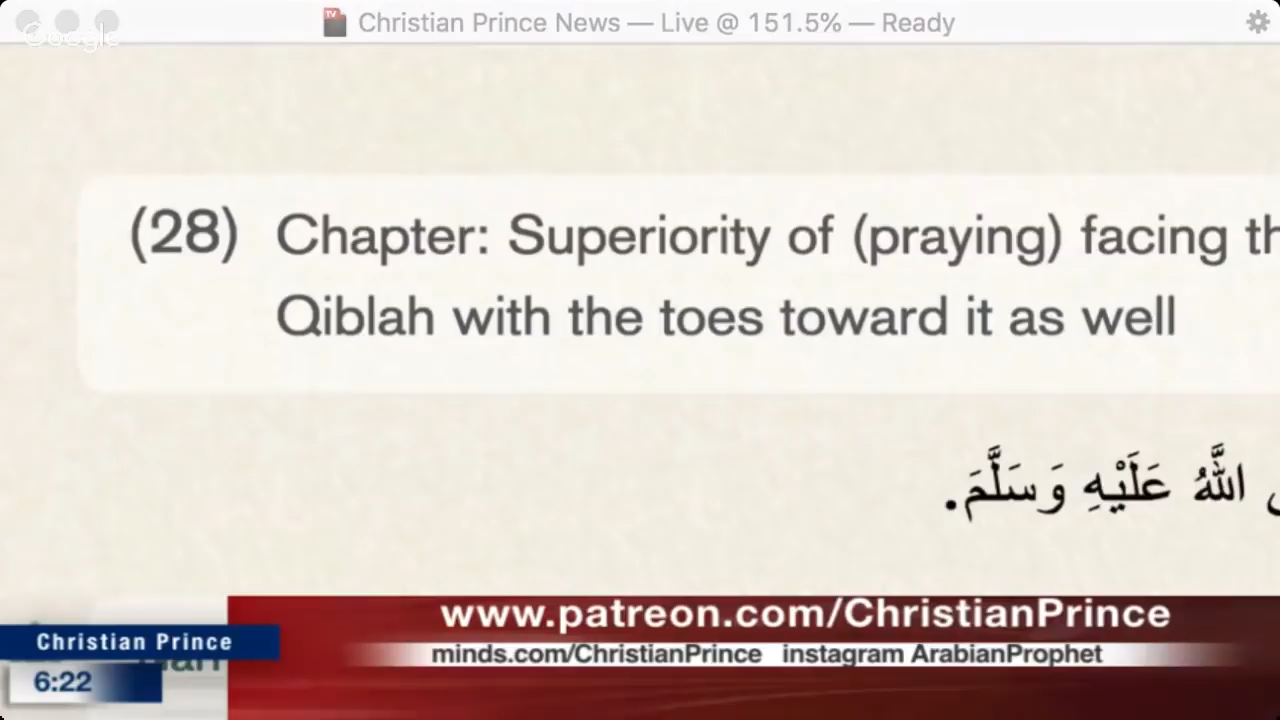 Christian Prince News — Live @ 151.5% — Ready
Google
(28) Chapter: Superiority of (praying) facing th
Qiblah with the toes toward it as well
اللَّهُ عَلَيْهِ وَسَلَّمَ.
www.patreon.com/ChristianPrince
Christian Prince
minds.com/ChristianPrince instagram ArabianProphet
6:22